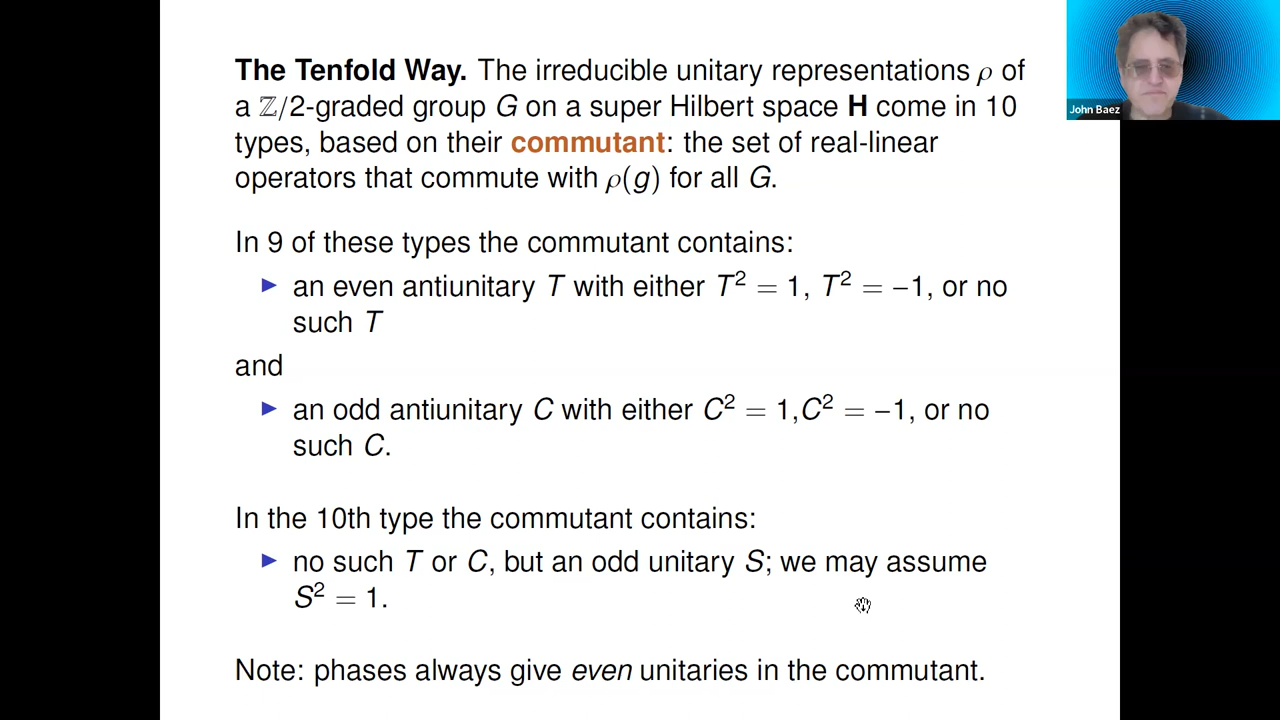 The Tenfold Way. The irreducible unitary representations ρ of
a ℤ/2-graded group G on a super Hilbert space H come in 10
types, based on their commutant: the set of real-linear
operators that commute with ρ(g) for all G.
John Baez
In 9 of these types the commutant contains:
▶ an even antiunitary T with either T² = 1, T² = −1, or no
such T
and
▶ an odd antiunitary C with either C² = 1,C² = −1, or no
such C.
In the 10th type the commutant contains:
▶ no such T or C, but an odd unitary S; we may assume
S² = 1.
Note: phases always give even unitaries in the commutant.